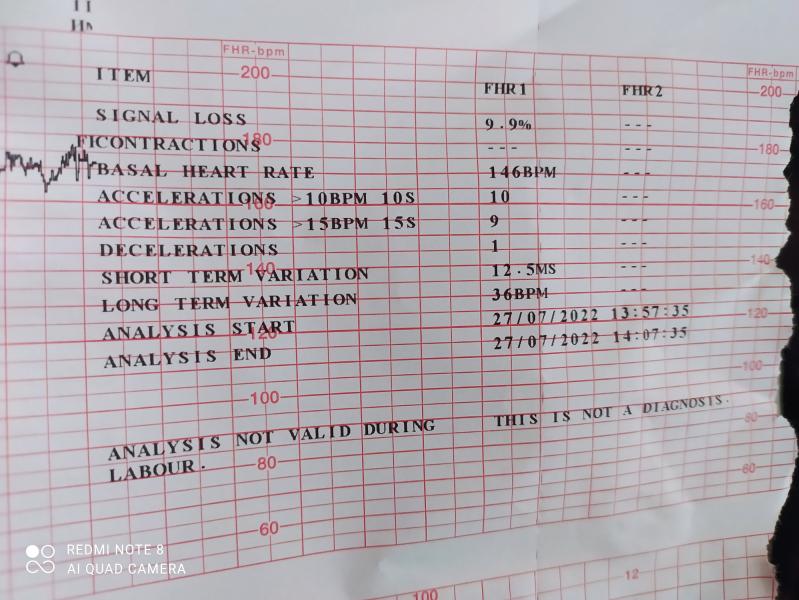 FHR-bpm
FHR-bpm
200
200
ITEM FHR1 FHR2
SIGNAL LOSS 9.9% ---
180
180
CONTRACTIONS --- ---
BASAL HEART RATE 146BPM ---
ACCELERATIONS >10BPM 10S 10 ---
160
160
ACCELERATIONS >15BPM 15S 9 ---
DECELERATIONS 1 ---
140
140
SHORT TERM VARIATION 12.5MS ---
LONG TERM VARIATION 36BPM ---
120
120
ANALYSIS START 27/07/2022 13:57:35
ANALYSIS END 27/07/2022 14:07:35
100
100
ANALYSIS NOT VALID DURING THIS IS NOT A DIAGNOSIS.
LABOUR.
80
80
60
60
REDMI NOTE 8
AI QUAD CAMERA
100
12